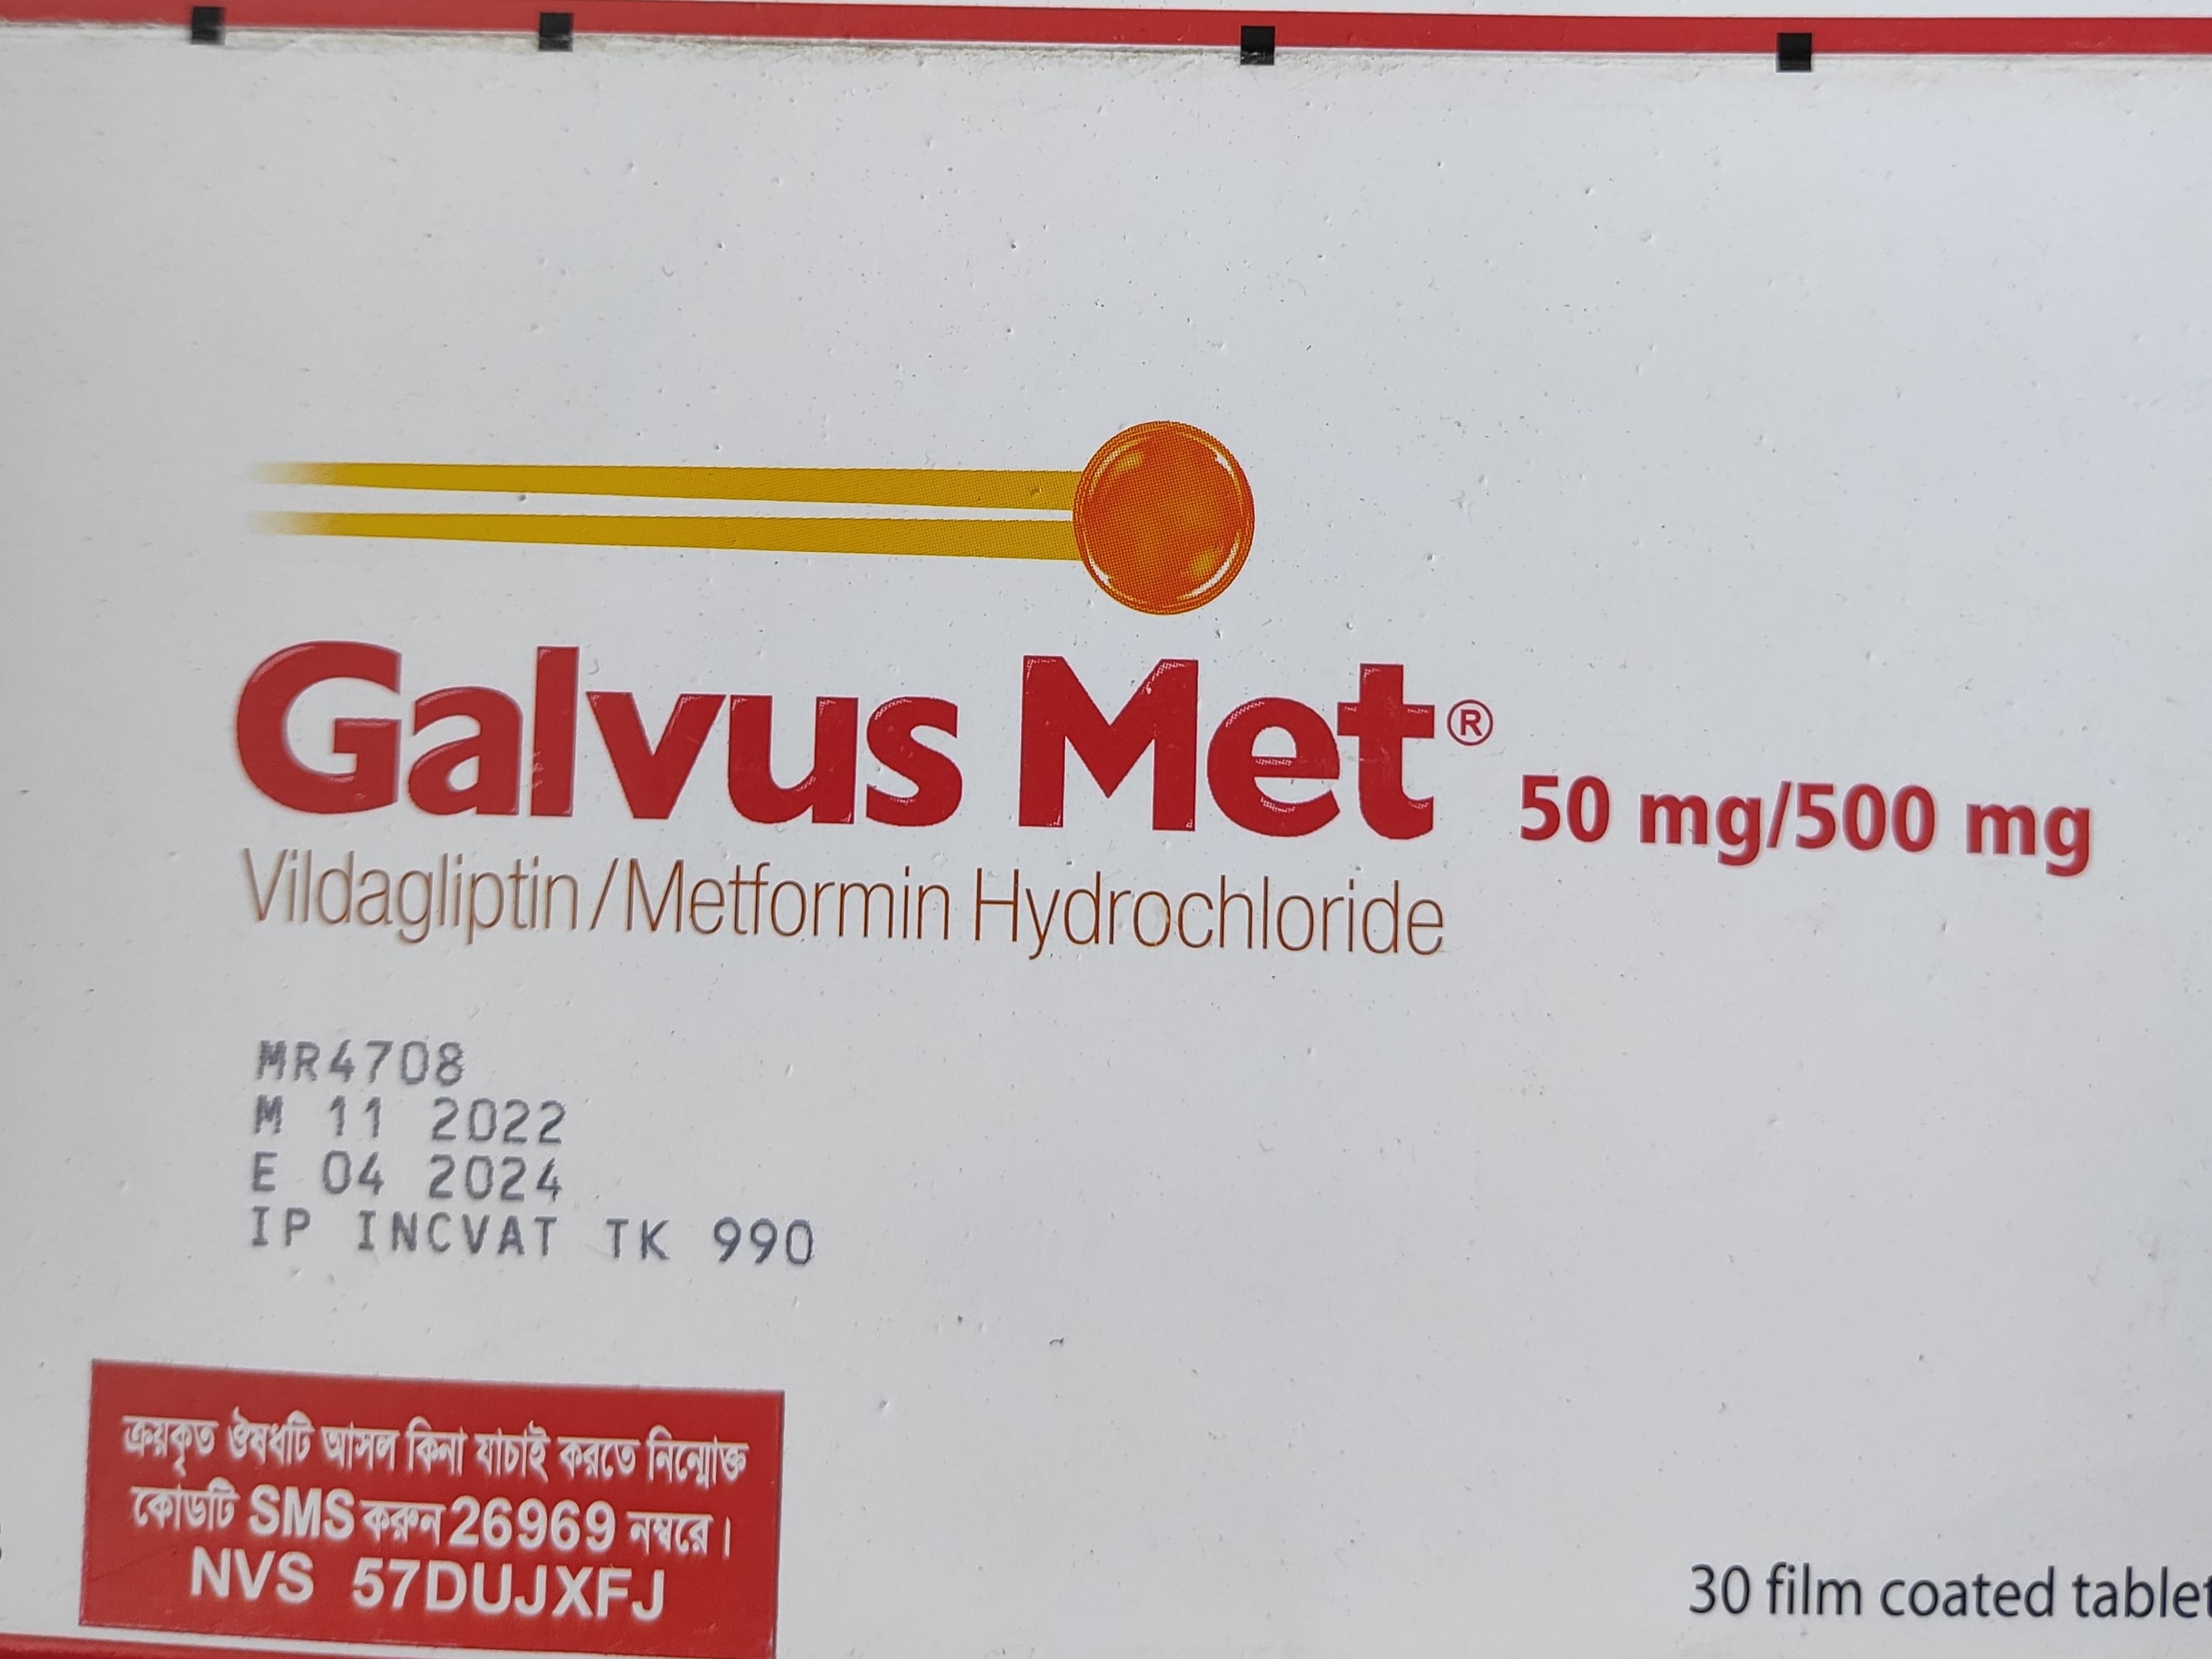 Galvus Met® 50 mg/500 mg
Vildagliptin/Metformin Hydrochloride
MR4708
M 11 2022
E 04 2024
IP INCVAT TK 990
ক্রয়কৃত ঔষধটি আসল কিনা যাচাই করতে নিম্মোক্ত
কোডটি SMS করুন 26969 নম্বরে।
NVS 57DUJXFJ
30 film coated tablet